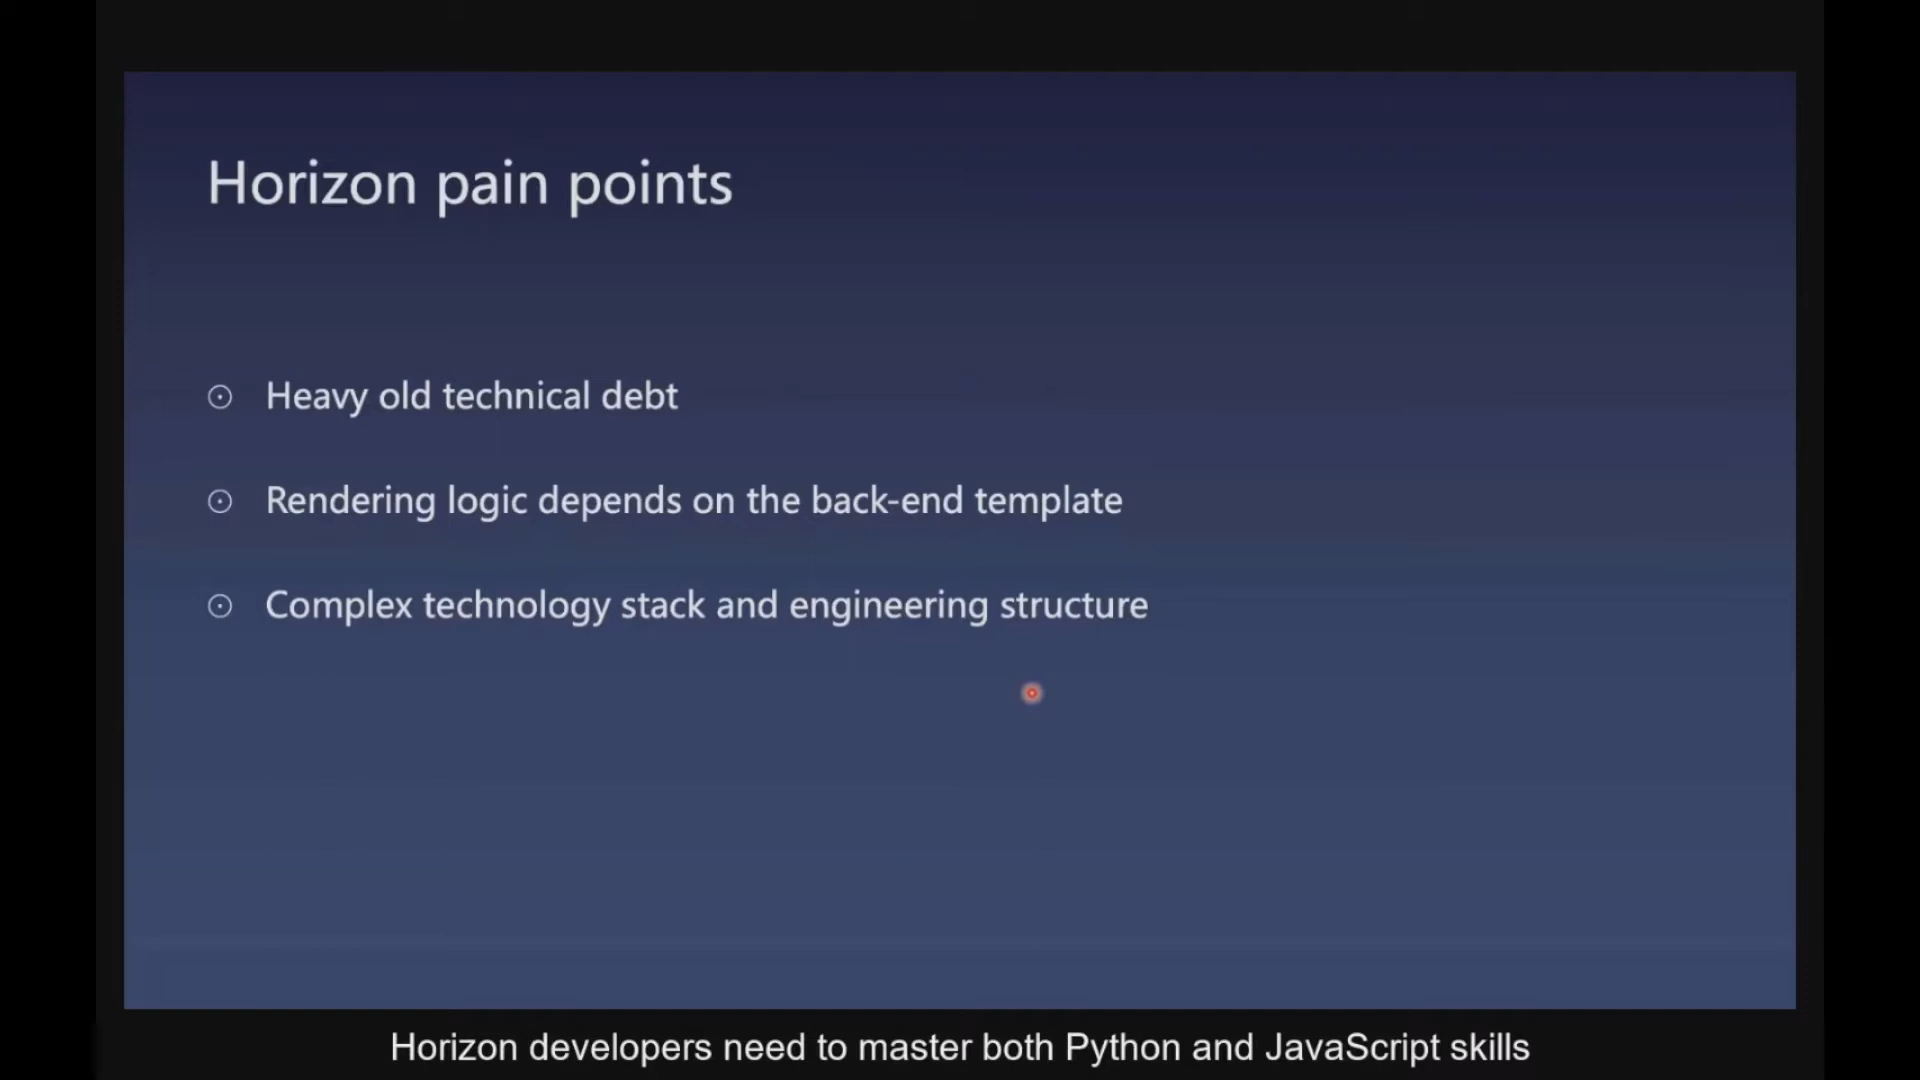 Horizon pain points
Heavy old technical debt
Rendering logic depends on the back-end template
Complex technology stack and engineering structure
Horizon developers need to master both Python and JavaScript skills